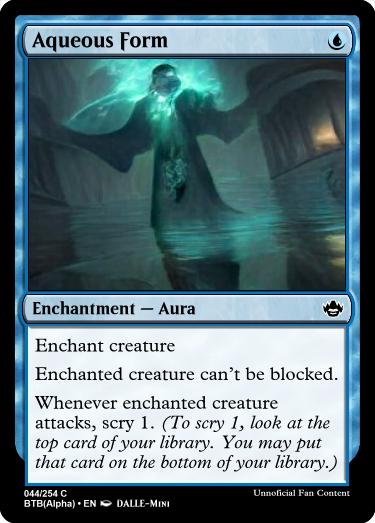 Aqueous Form
Enchantment — Aura
Enchant creature
Enchanted creature can't be blocked.
Whenever enchanted creature
attacks, scry 1. (To scry 1, look at the
top card of your library. You may put
that card on the bottom of your library.)
044/254 C
Unofficial Fan Content
BTB(Alpha) • EN DALLE-Mini